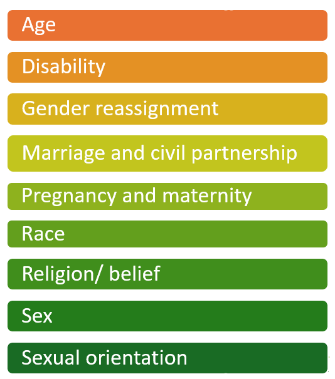 Age
Disability
Gender reassignment
Marriage and civil partnership
Pregnancy and maternity
Race
Religion/ belief
Sex
Sexual orientation